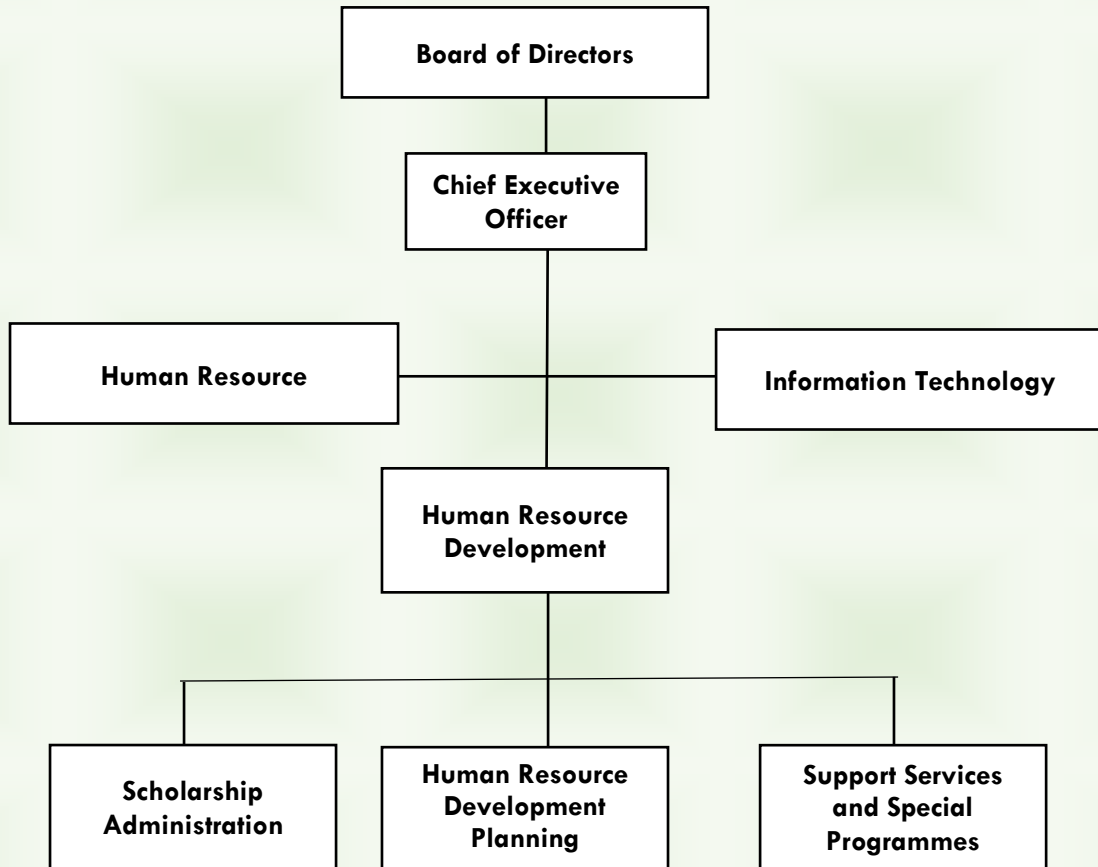 Board of Directors
Chief Executive
Officer
Human Resource
Information Technology
Human Resource
Development
Scholarship
Administration
Human Resource
Development
Planning
Support Services
and Special
Programmes